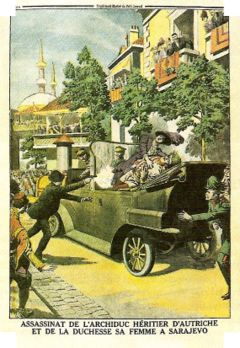 ASSASSINAT DE L'ARCHIDUC HÉRITIER D'AUTRICHE
ET DE LA DUCHESSE SA FEMME A SARAJEVO